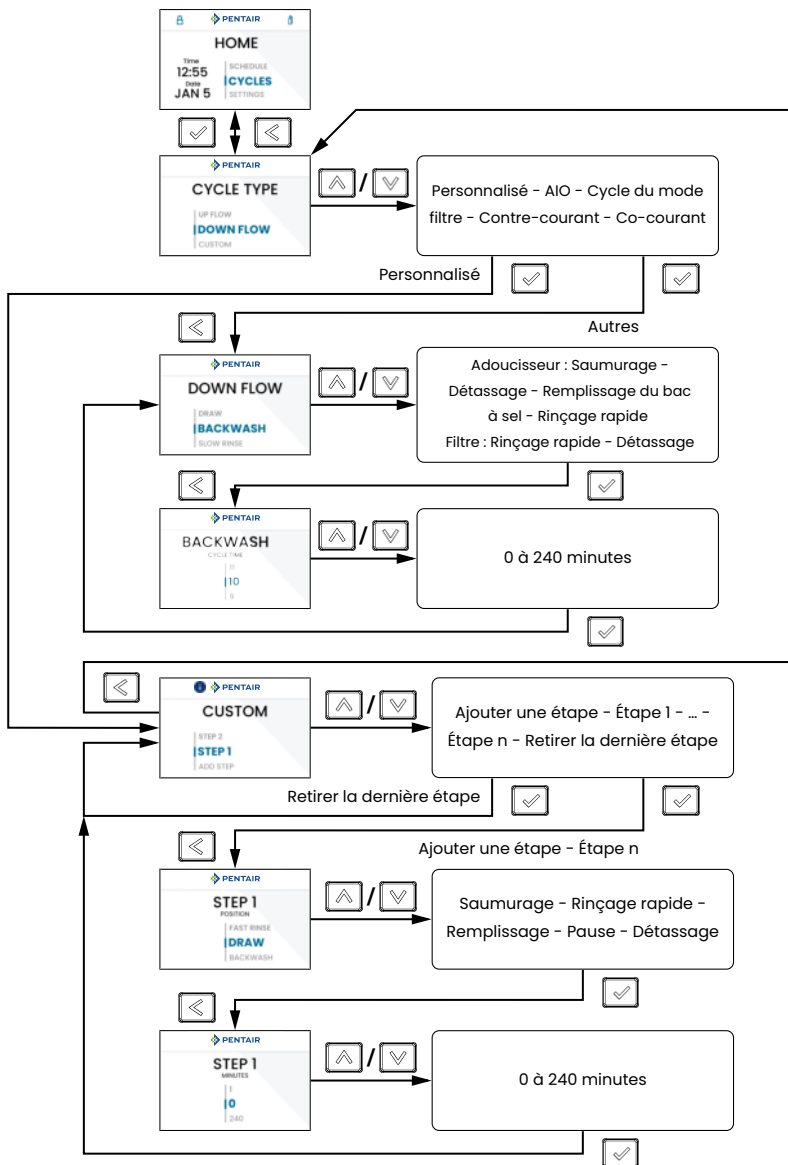 PENTAIR
HOME
Time
12:55
Date
JAN 5
SCHEDULE
CYCLES
SETTINGS
PENTAIR
CYCLE TYPE
UP FLOW
DOWN FLOW
CUSTOM
/
Personnalisé - AIO - Cycle du mode
filtre - Contre-courant - Co-courant
Personnalisé
Autres
PENTAIR
DOWN FLOW
DRAW
BACKWASH
SLOW RINSE
/
Adoucisseur : Saumurage -
Détassage - Remplissage du bac
à sel - Rinçage rapide
Filtre : Rinçage rapide - Détassage
PENTAIR
BACKWASH
CYCLE TIME
11
10
9
/
0 à 240 minutes
i PENTAIR
CUSTOM
STEP 2
STEP 1
ADD STEP
/
Ajouter une étape - Étape 1 - ... -
Étape n - Retirer la dernière étape
Retirer la dernière étape
Ajouter une étape - Étape n
PENTAIR
STEP 1
POSITION
FAST RINSE
DRAW
BACKWASH
/
Saumurage - Rinçage rapide -
Remplissage - Pause - Détassage
PENTAIR
STEP 1
MINUTES
1
0
240
/
0 à 240 minutes